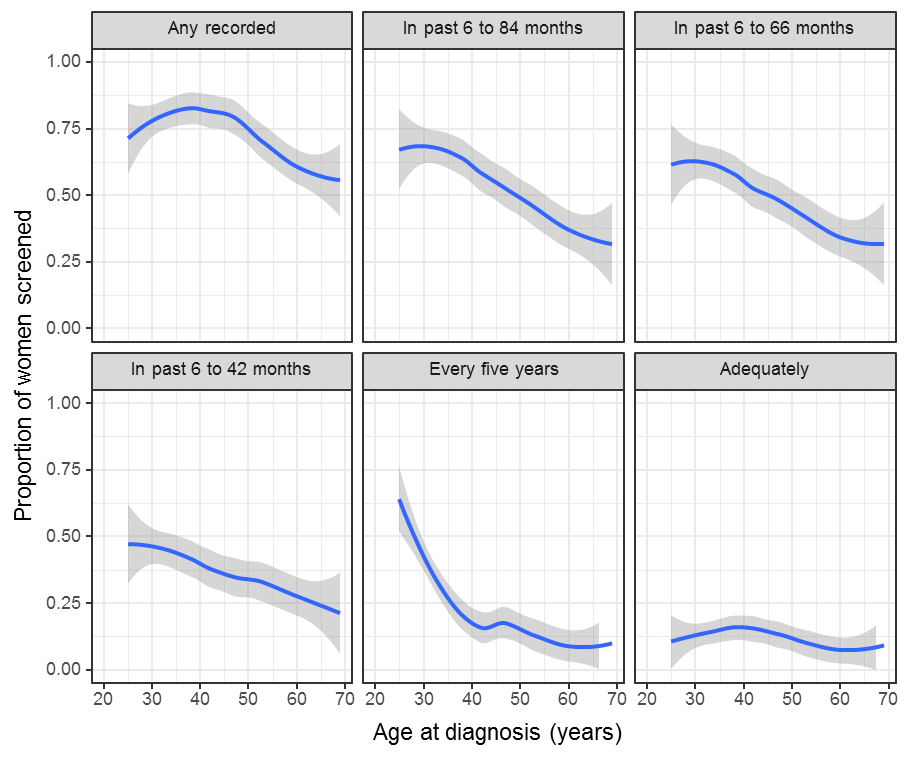 Any recorded
In past 6 to 84 months
In past 6 to 66 months
1.00
0.75
0.50
0.25
0.00
In past 6 to 42 months
Every five years
Adequately
1.00
0.75
0.50
0.25
0.00
20 30 40 50 60 70
20 30 40 50 60 70
20 30 40 50 60 70
Proportion of women screened
Age at diagnosis (years)